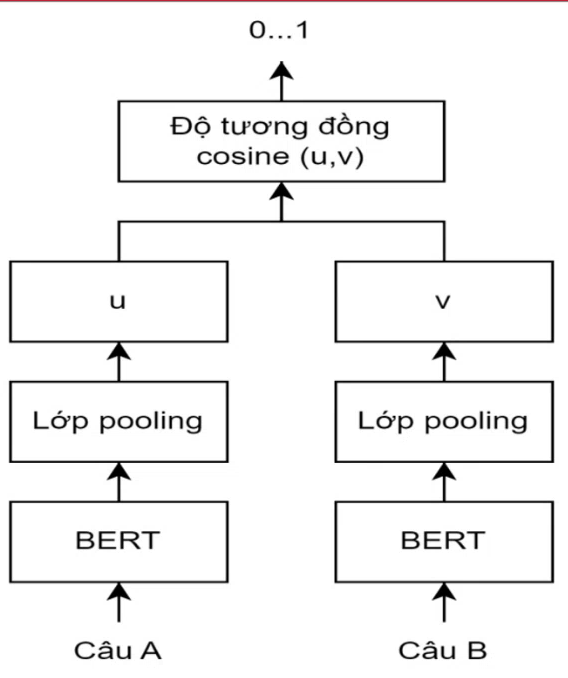 0...1
Độ tương đồng
cosine (u,v)
u
v
Lớp pooling
Lớp pooling
BERT
BERT
Câu A
Câu B